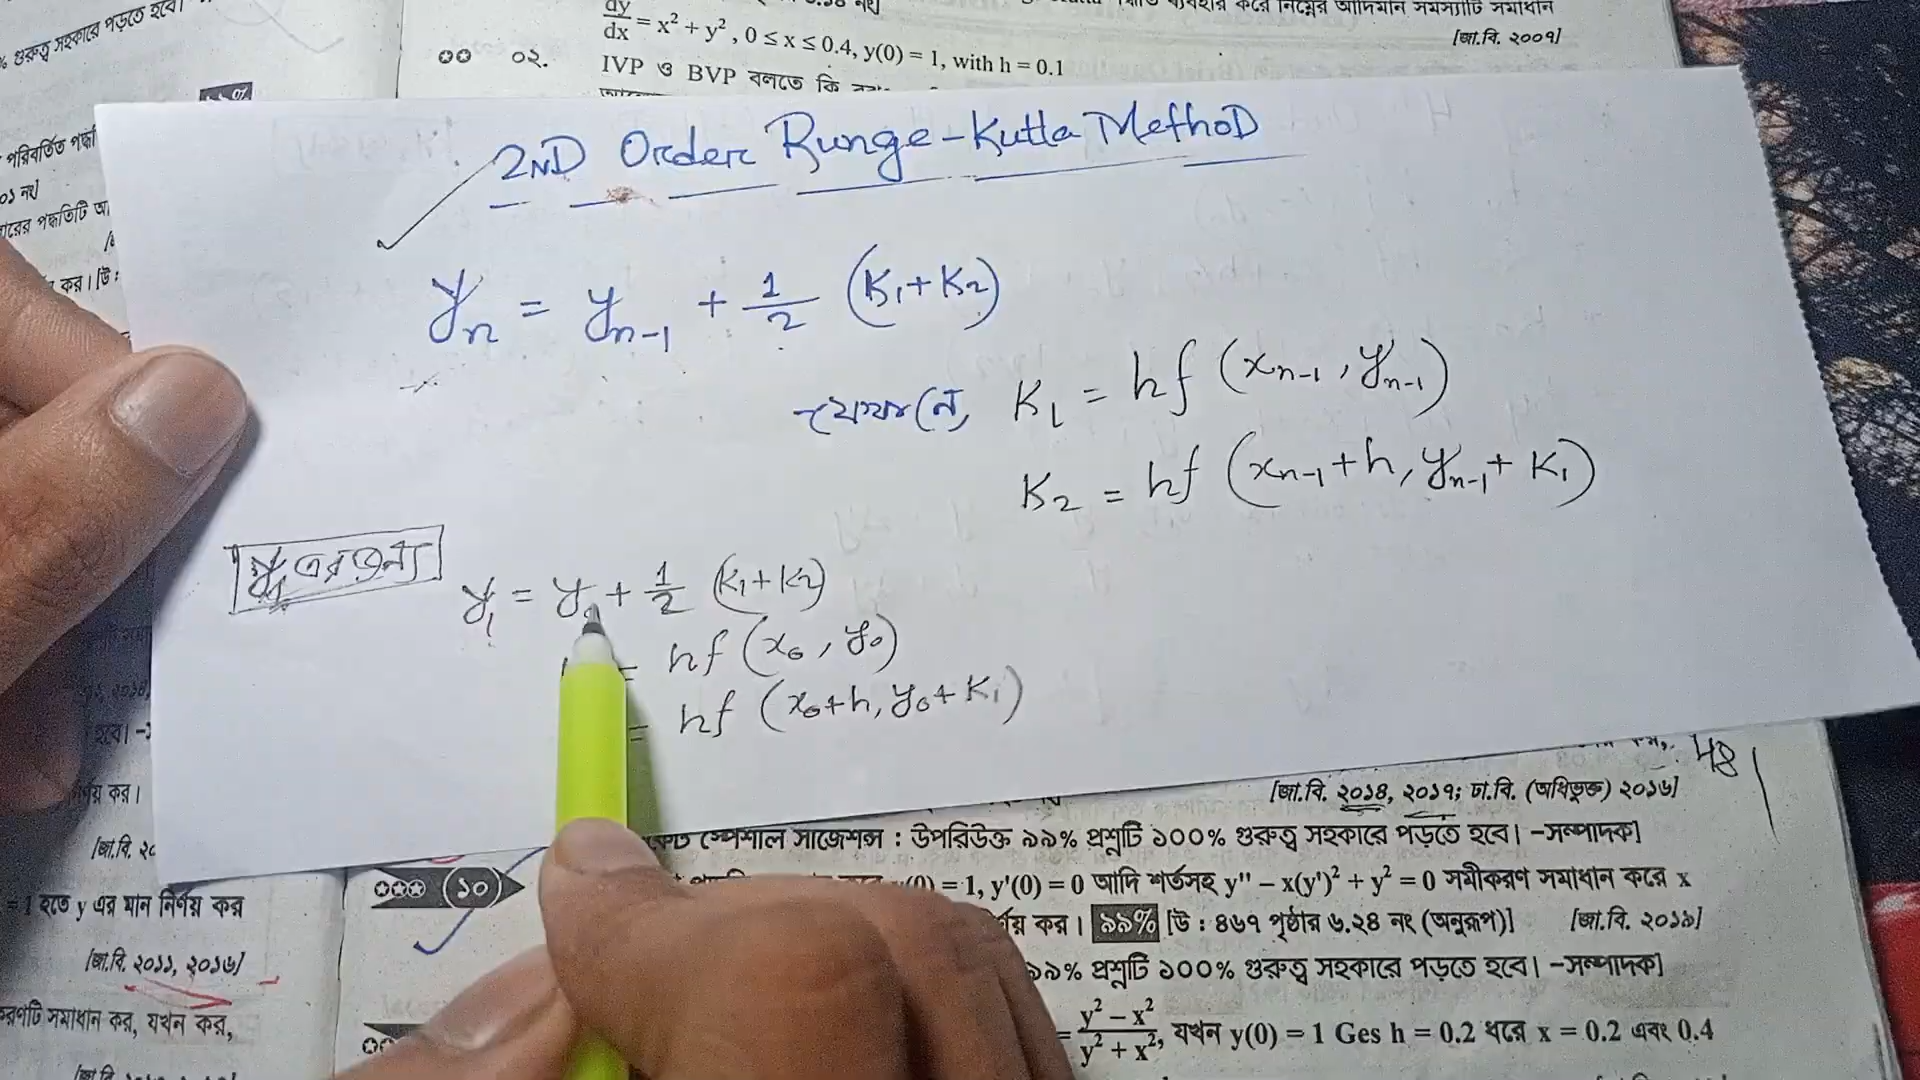 % গুরুত্ব সহকারে পড়তে হবে।
dy/dx = x² + y², 0 ≤ x ≤ 0.4, y(0) = 1, with h = 0.1
[জা.বি. ২০০৭]
০২. IVP ও BVP বলতে কি
2ND Order Runge-Kutta MethoD
yₙ = yₙ₋₁ + 1/2 (K₁+K₂)
যেখানে, K₁ = hf (xₙ₋₁, yₙ₋₁)
K₂ = hf (xₙ₋₁+h, yₙ₋₁+ K₁)
y₁ এর জন্য
y₁ = y₀ + 1/2 (K₁+K₂)
= hf (x₀, y₀)
= hf (x₀+h, y₀+K₁)
পরিবর্তিত
০১ নং]
কর। [উ :
48
[জা.বি. ২০১৪, ২০১৭; ঢা.বি. (অধিভুক্ত) ২০১৬]
স্পেশাল সাজেশন্স : উপরিউক্ত ৯৯% প্রশ্নটি ১০০% গুরুত্ব সহকারে পড়তে হবে। -সম্পাদক]
১০
(0) = 1, y'(0) = 0 আদি শর্তসহ y'' – x(y')² + y² = 0 সমীকরণ সমাধান করে x
কর। ৯৯% [উ : ৪৬৭ পৃষ্ঠার ৬.২৪ নং (অনুরূপ)] [জা.বি. ২০১৯]
৯৯% প্রশ্নটি ১০০% গুরুত্ব সহকারে পড়তে হবে। -সম্পাদক]
= y² – x² / y² + x², যখন y(0) = 1 Ges h = 0.2 ধরে x = 0.2 এবং 0.4
কর।
= 1 হতে y এর মান নির্ণয় কর
[জা.বি. ২০১১, ২০১৬]
সমাধান কর, যখন কর,